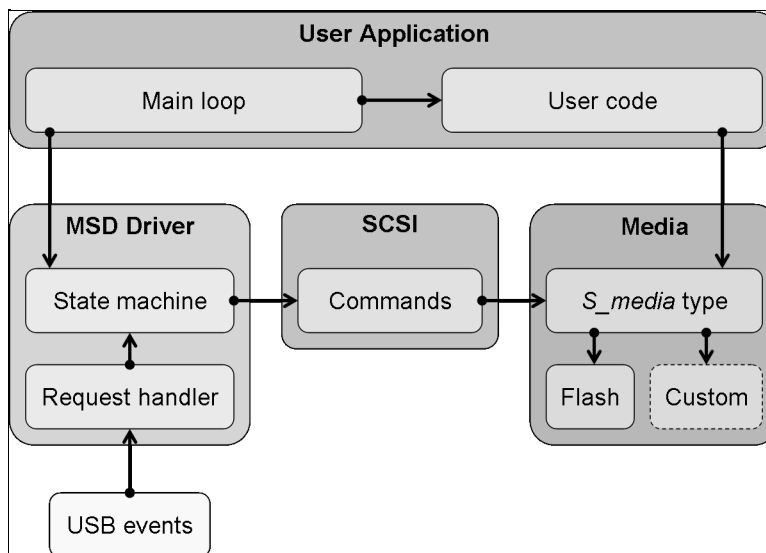 User Application
Main loop
User code
MSD Driver
SCSI
Media
State machine
Commands
S_media type
Request handler
Flash
Custom
USB events